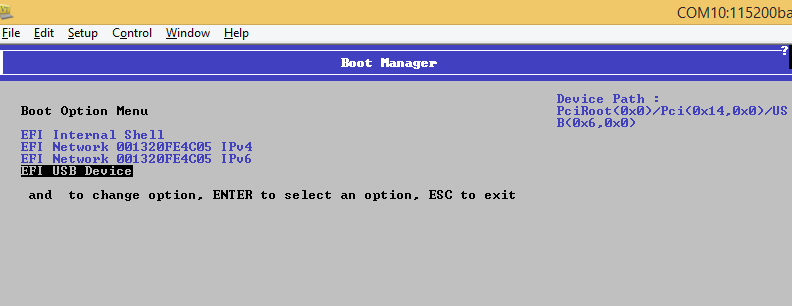 COM10:115200ba
File Edit Setup Control Window Help
?
Boot Manager
Device Path :
Boot Option Menu
PciRoot(0x0)/Pci(0x14,0x0)/US
B(0x6,0x0)
EFI Internal Shell
EFI Network 001320FE4C05 IPv4
EFI Network 001320FE4C05 IPv6
EFI USB Device
and to change option, ENTER to select an option, ESC to exit